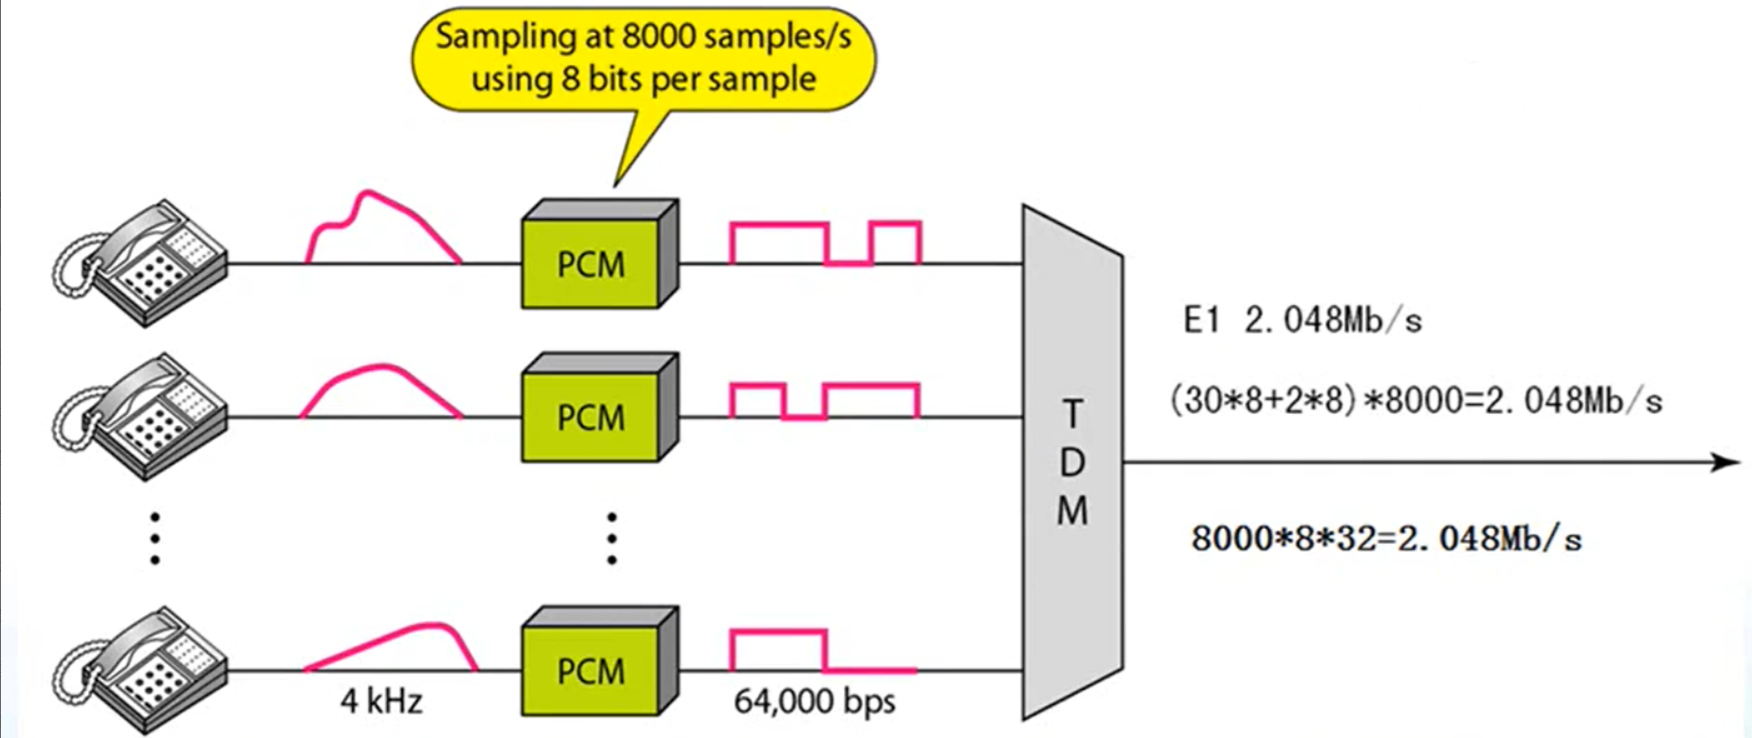 Sampling at 8000 samples/s
using 8 bits per sample
PCM
E1 2.048Mb/s
(30*8+2*8)*8000=2.048Mb/s
PCM
TDM
8000*8*32=2.048Mb/s
PCM
4 kHz
64,000 bps